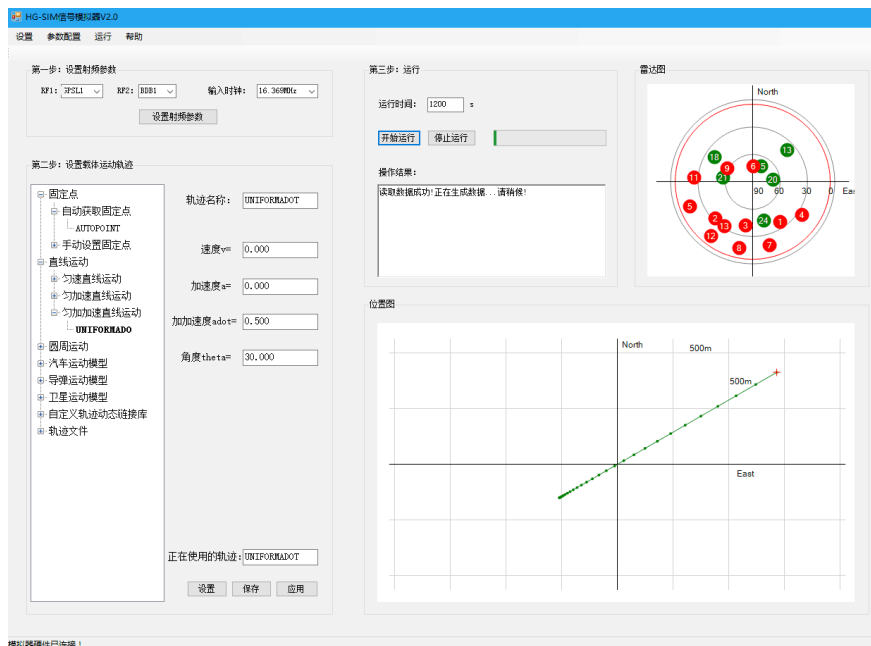 HG-SIM信号模拟器V2.0
设置 参数配置 运行 帮助
第一步：设置射频参数
RF1: GPSL1 RF2: BDB1 输入时钟: 16.369MHz
设置射频参数
第二步：设置载体运动轨迹
固定点
自动获取固定点
AUTOPOINT
手动设置固定点
直线运动
匀速直线运动
匀加速直线运动
匀加加速直线运动
UNIFORMADO
圆周运动
汽车运动模型
导弹运动模型
卫星运动模型
自定义轨迹动态链接库
轨迹文件
轨迹名称: UNIFORMADOT
速度v= 0.000
加速度a= 0.000
加加速度adot= 0.500
角度theta= 30.000
正在使用的轨迹: UNIFORMADOT
设置 保存 应用
第三步：运行
运行时间: 1200 s
开始运行 停止运行
操作结果:
读取数据成功!正在生成数据...请稍候!
雷达图
North
13
18
9
6
5
11
21
20
90 60 30 0 Eas
5
2
13
3
24
1
4
12
8
7
位置图
North
500m
500m
East
模拟器硬件已连接！